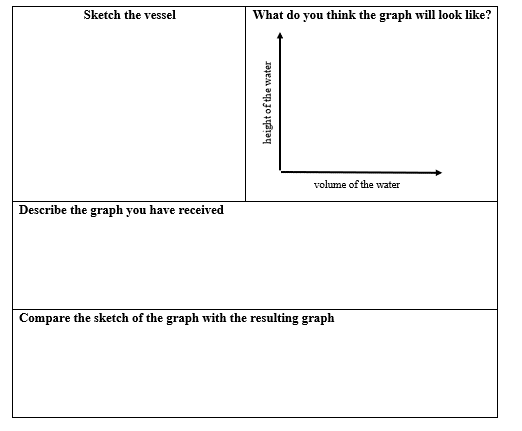 Sketch the vessel
What do you think the graph will look like?
height of the water
volume of the water
Describe the graph you have received
Compare the sketch of the graph with the resulting graph